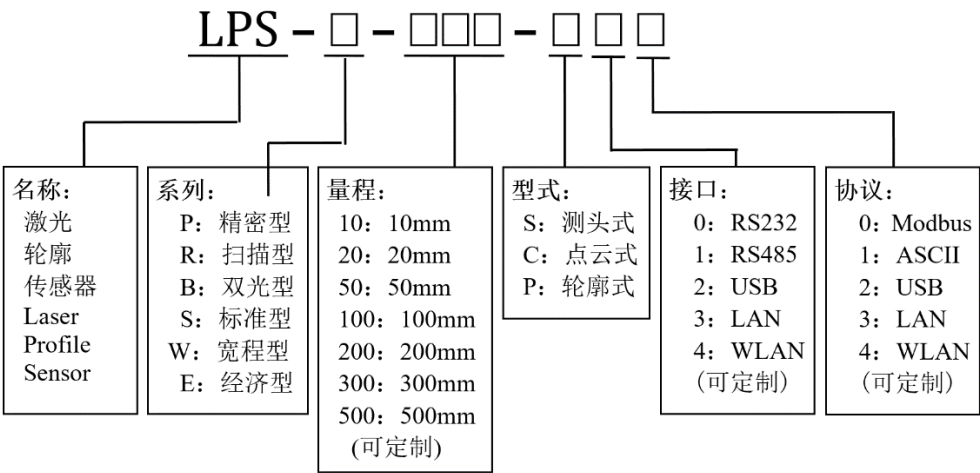 LPS-□-□□□-□□□
名称:
激光
轮廓
传感器
Laser
Profile
Sensor
系列:
P: 精密型
R: 扫描型
B: 双光型
S: 标准型
W: 宽程型
E: 经济型
量程:
10: 10mm
20: 20mm
50: 50mm
100: 100mm
200: 200mm
300: 300mm
500: 500mm
(可定制)
型式:
S: 测头式
C: 点云式
P: 轮廓式
接口:
0: RS232
1: RS485
2: USB
3: LAN
4: WLAN
(可定制)
协议:
0: Modbus
1: ASCII
2: USB
3: LAN
4: WLAN
(可定制)